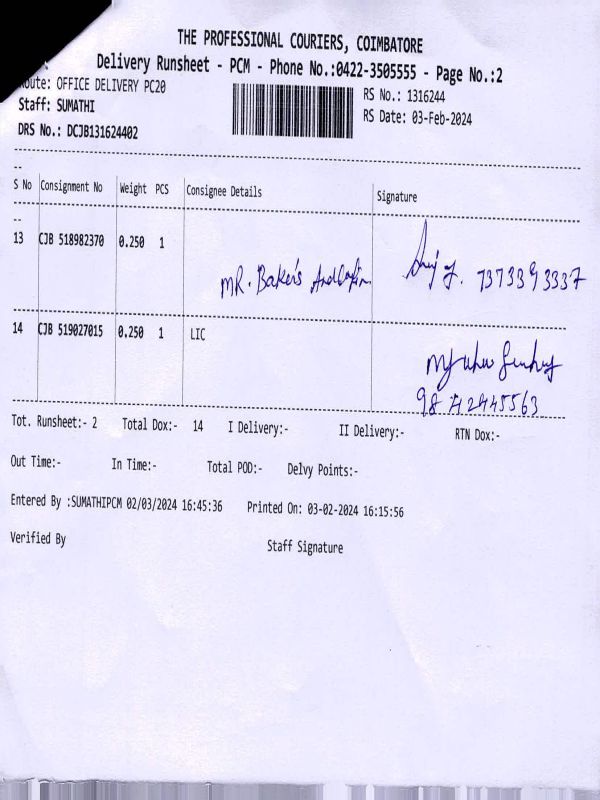 THE PROFESSIONAL COURIERS, COIMBATORE
Delivery Runsheet - PCM - Phone No.:0422-3505555 - Page No.:2
Route: OFFICE DELIVERY PC20
RS No.: 1316244
Staff: SUMATHI
RS Date: 03-Feb-2024
DRS No.: DCJB131624402
--
S No Consignment No Weight PCS Consignee Details Signature
--
13 CJB 518982370 0.250 1
MR. Baker's 7373393337
14 CJB 519027015 0.250 1 LIC
Tot. Runsheet:- 2 Total Dox:- 14 I Delivery:- II Delivery:- RTN Dox:-
Out Time:- In Time:- Total POD:- Delvy Points:-
Entered By :SUMATHIPCM 02/03/2024 16:45:36 Printed On: 03-02-2024 16:15:56
Verified By Staff Signature